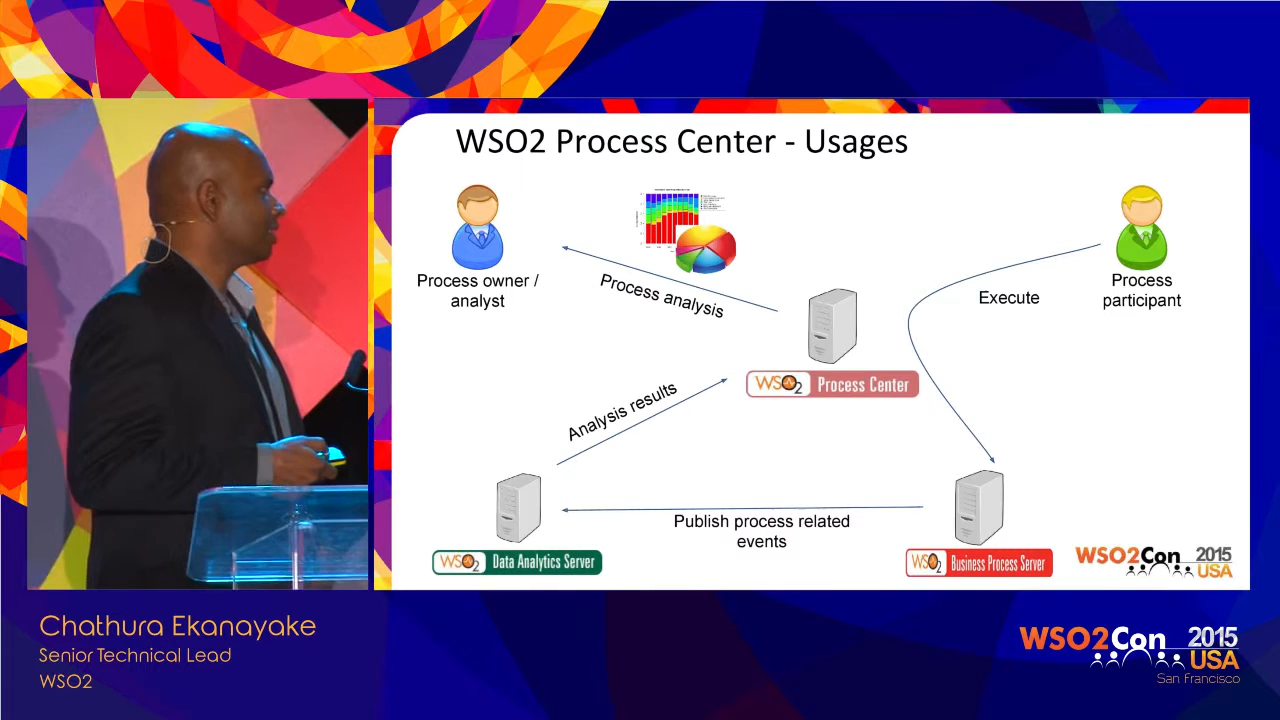 WSO2 Process Center - Usages
Process owner /
analyst
Process analysis
Execute
Process
participant
WSO2 Process Center
Analysis results
Publish process related
events
WSO2 Data Analytics Server
WSO2 Business Process Server
WSO2Con 2015
USA
Chathura Ekanayake
Senior Technical Lead
WSO2
WSO2Con 2015
USA
San Francisco